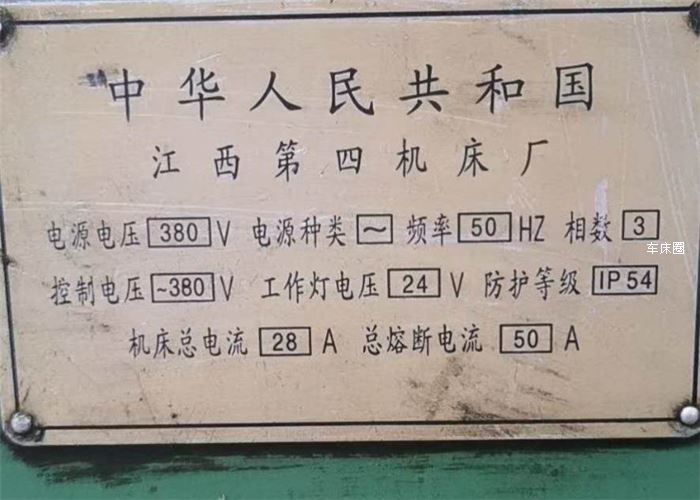 中华人民共和国
江西第四机床厂
电源电压 380 V 电源种类 ~ 频率 50 HZ 相数 3
车床圈
控制电压 ~380 V 工作灯电压 24 V 防护等级 IP54
机床总电流 28 A 总熔断电流 50 A